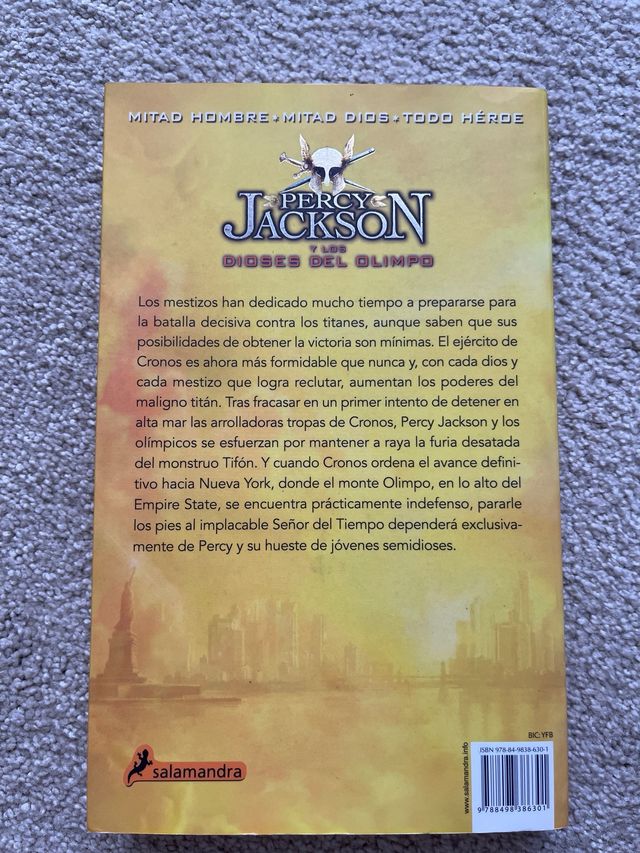 MITAD HOMBRE * MITAD DIOS * TODO HÉROE
PERCY
JACKSON
Y LOS
DIOSES DEL OLIMPO
Los mestizos han dedicado mucho tiempo a prepararse para
la batalla decisiva contra los titanes, aunque saben que sus
posibilidades de obtener la victoria son mínimas. El ejército de
Cronos es ahora más formidable que nunca y, con cada dios y
cada mestizo que logra reclutar, aumentan los poderes del
maligno titán. Tras fracasar en un primer intento de detener en
alta mar las arrolladoras tropas de Cronos, Percy Jackson y los
olímpicos se esfuerzan por mantener a raya la furia desatada
del monstruo Tifón. Y cuando Cronos ordena el avance defini-
tivo hacia Nueva York, donde el monte Olimpo, en lo alto del
Empire State, se encuentra prácticamente indefenso, pararle
los pies al implacable Señor del Tiempo dependerá exclusiva-
mente de Percy y su hueste de jóvenes semidioses.
BIC: YFB
ISBN 978-84-9838-630-1
9 788498 386301
www.salamandra.info
salamandra